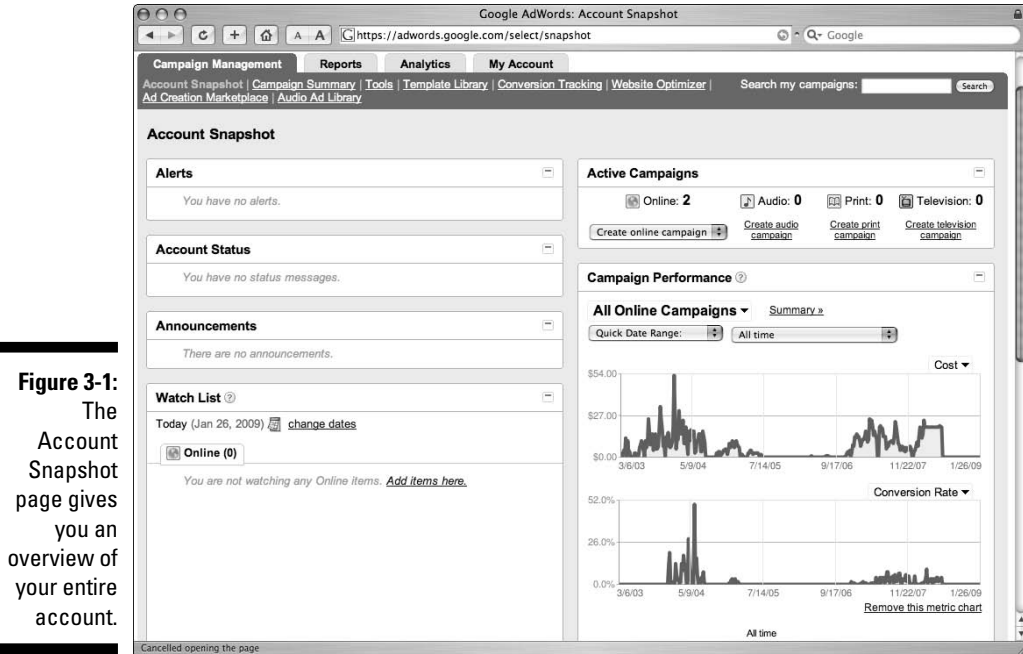 Google AdWords: Account Snapshot
A A G https://adwords.google.com/select/snapshot Q Google
Campaign Management Reports Analytics My Account
Account Snapshot | Campaign Summary | Tools | Template Library | Conversion Tracking | Website Optimizer |
Ad Creation Marketplace | Audio Ad Library
Search my campaigns: Search
Account Snapshot
Alerts
You have no alerts.
Account Status
You have no status messages.
Announcements
There are no announcements.
Watch List ?
Today (Jan 26, 2009) change dates
Online (0)
You are not watching any Online items. Add items here.
Active Campaigns
Online: 2 Audio: 0 Print: 0 Television: 0
Create online campaign Create audio campaign Create print campaign Create television campaign
Campaign Performance ?
All Online Campaigns Summary »
Quick Date Range: All time
Cost
$54.00
$27.00
$0.00
3/6/03 5/9/04 7/14/05 9/17/06 11/22/07 1/26/09
Conversion Rate
52.0%
26.0%
0.0%
3/6/03 5/9/04 7/14/05 9/17/06 11/22/07 1/26/09
Remove this metric chart
All time
Cancelled opening the page
Figure 3-1:
The
Account
Snapshot
page gives
you an
overview of
your entire
account.